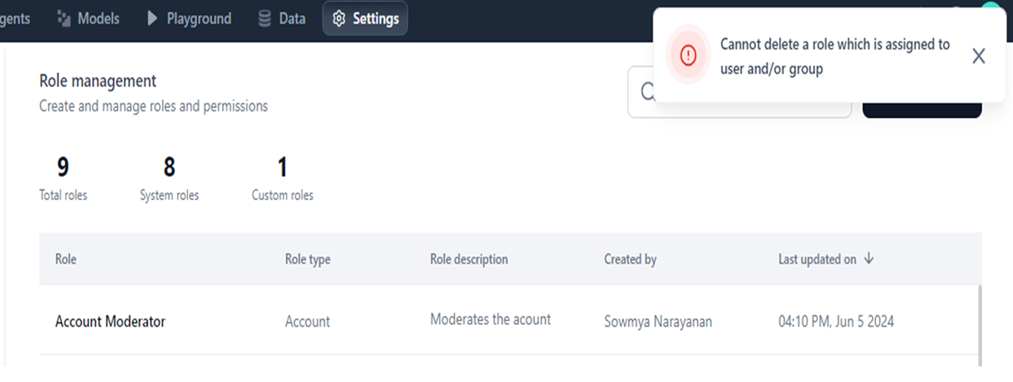 gents Models Playground Data Settings
Cannot delete a role which is assigned to
user and/or group
Role management
Create and manage roles and permissions
9 8 1
Total roles System roles Custom roles
Role Role type Role description Created by Last updated on
Account Moderator Account Moderates the acount Sowmya Narayanan 04:10 PM, Jun 5 2024